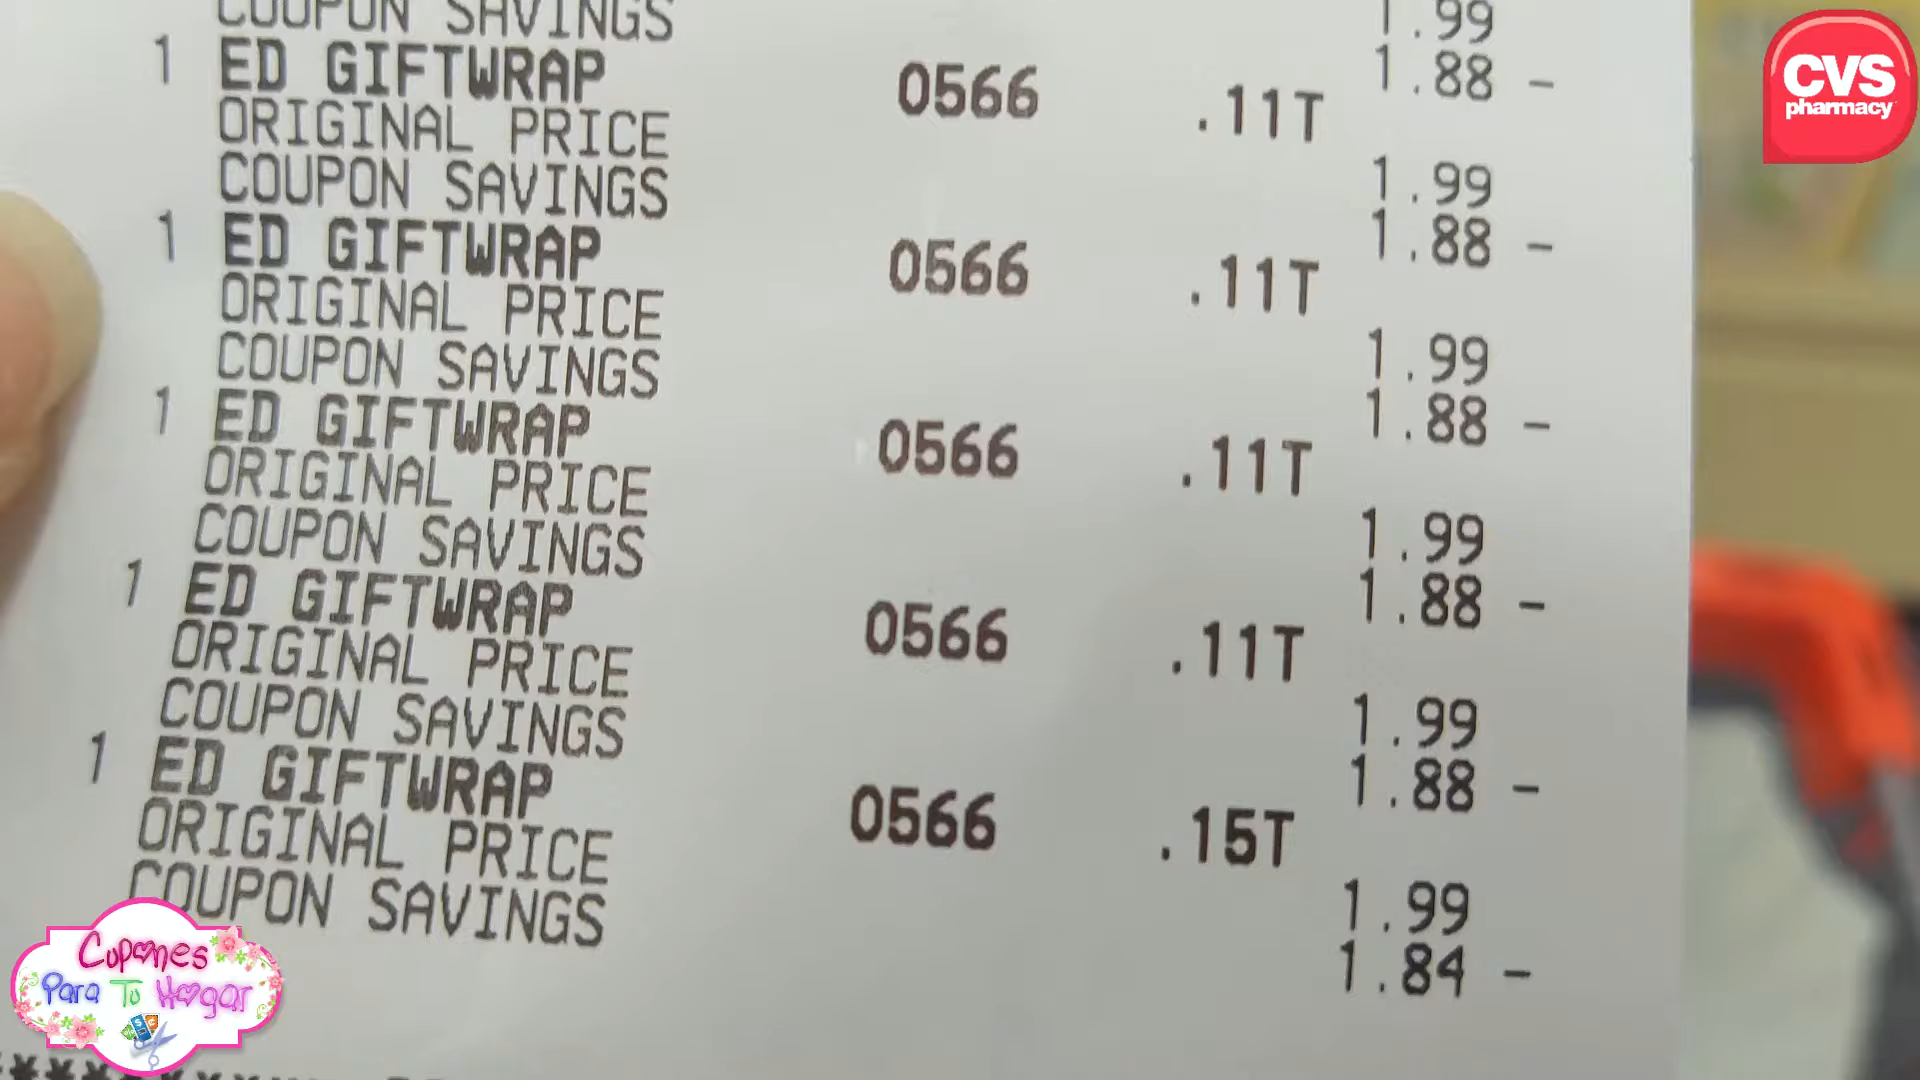 COUPON SAVINGS 1.99
1 ED GIFTWRAP 0566 .11T 1.88 -
ORIGINAL PRICE 1.99
COUPON SAVINGS 1.88 -
1 ED GIFTWRAP 0566 .11T
ORIGINAL PRICE 1.99
COUPON SAVINGS 1.88 -
1 ED GIFTWRAP 0566 .11T
ORIGINAL PRICE 1.99
COUPON SAVINGS 1.88 -
1 ED GIFTWRAP 0566 .11T
ORIGINAL PRICE 1.99
COUPON SAVINGS 1.88 -
1 ED GIFTWRAP 0566 .15T
ORIGINAL PRICE 1.99
COUPON SAVINGS 1.84 -
CVS
pharmacy
Cupones
Para Tu Hogar